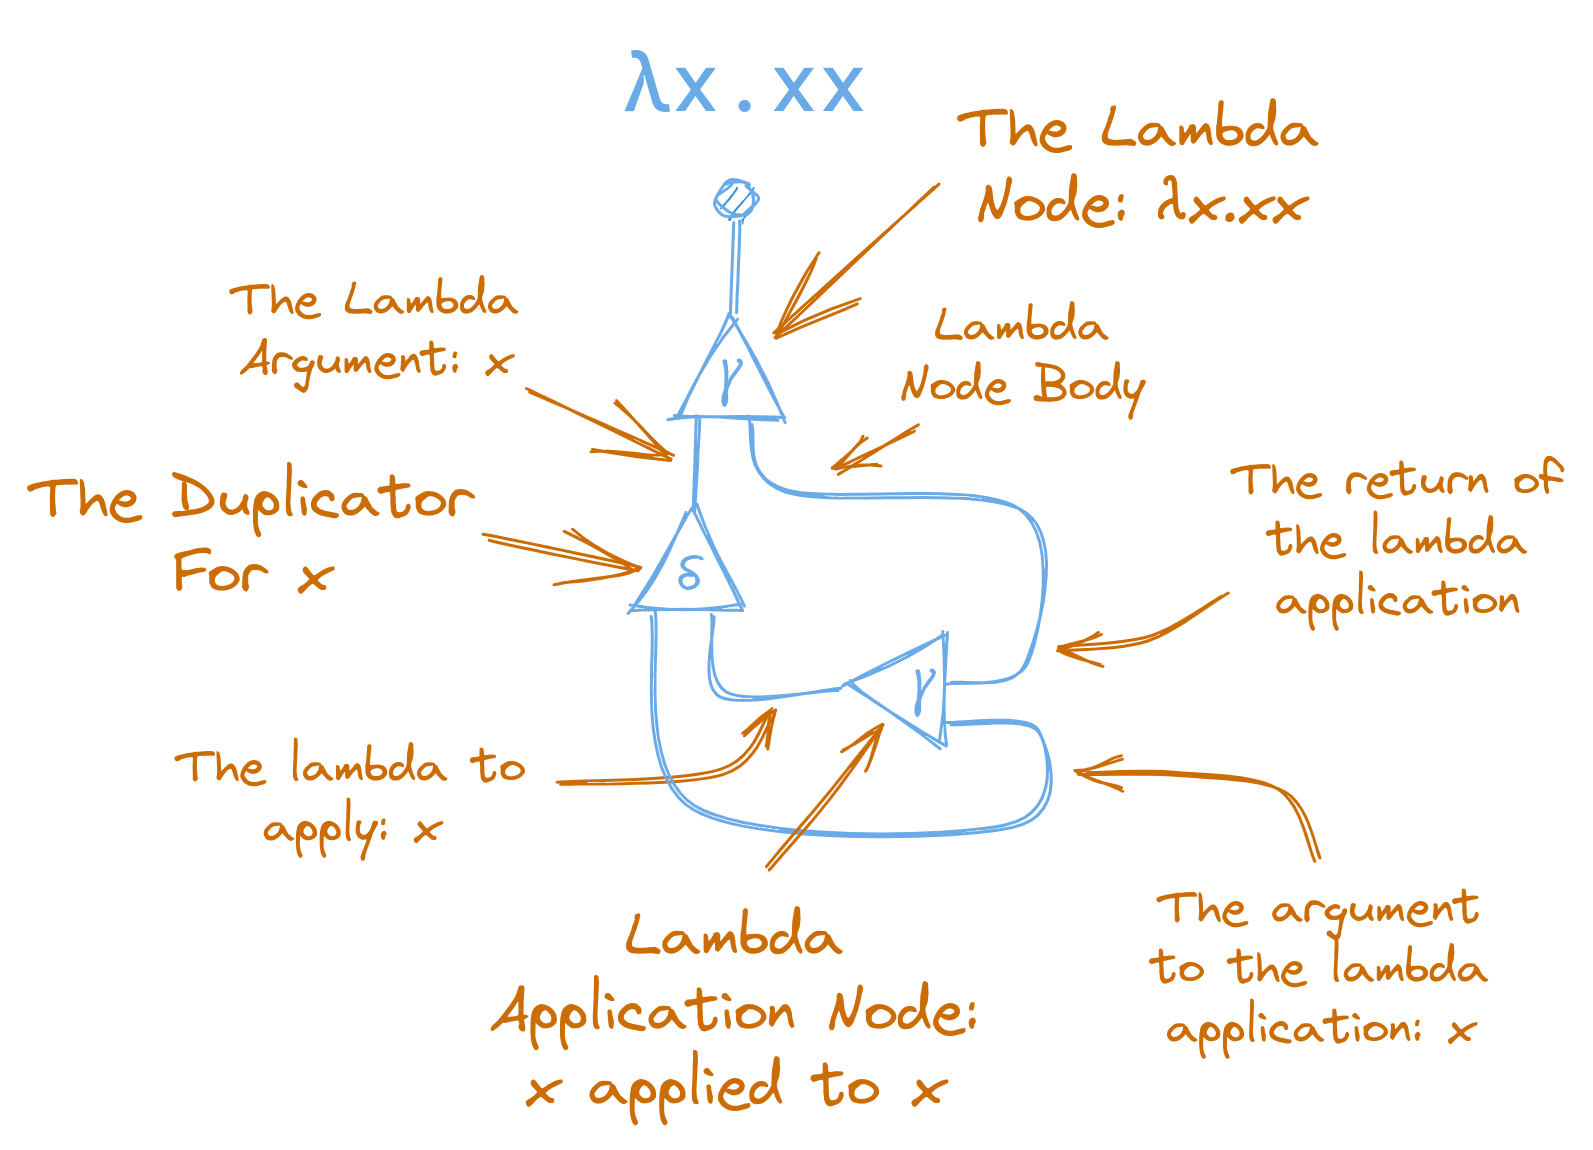 λx.xx
The Lambda
Node: λx.xx
The Lambda
Argument: x
Lambda
Node Body
γ
The Duplicator
For x
δ
The return of
the lambda
application
γ
The lambda to
apply: x
Lambda
Application Node:
x applied to x
The argument
to the lambda
application: x